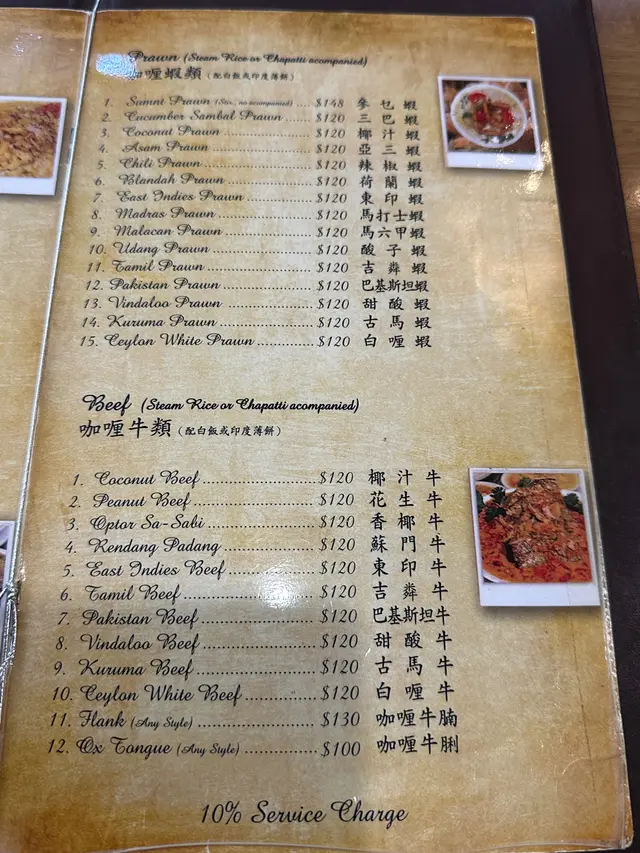 Prawn (Steam Rice or Chapatti acompanied)
咖喱蝦類 (配白飯或印度薄餅)
1. Sumni Prawn (Stir, no acompanied) .... $148 參乜蝦
2. Cucumber Sambal Prawn ....... $120 三巴蝦
3. Coconut Prawn ................. $120 椰汁蝦
4. Asam Prawn ................. $120 亞三蝦
5. Chili Prawn .................... $120 辣椒蝦
6. Blandah Prawn ................. $120 荷蘭蝦
7. East Indies Prawn .............. $120 東印蝦
8. Madras Prawn .................. $120 馬打士蝦
9. Malacan Prawn ................. $120 馬六甲蝦
10. Udang Prawn .................. $120 酸子蝦
11. Tamil Prawn ................... $120 吉粦蝦
12. Pakistan Prawn ................ $120 巴基斯坦蝦
13. Vindaloo Prawn ................ $120 甜酸蝦
14. Kuruma Prawn .................. $120 古馬蝦
15. Ceylon White Prawn ............. $120 白喱蝦
Beef (Steam Rice or Chapatti acompanied)
咖喱牛類 (配白飯或印度薄餅)
1. Coconut Beef ...................... $120 椰汁牛
2. Peanut Beef ....................... $120 花生牛
3. Optor Sa-Sabi .................... $120 香椰牛
4. Rendang Padang ................. $120 蘇門牛
5. East Indies Beef ................. $120 東印牛
6. Tamil Beef ........................ $120 吉粦牛
7. Pakistan Beef .................... $120 巴基斯坦牛
8. Vindaloo Beef .................... $120 甜酸牛
9. Kuruma Beef ...................... $120 古馬牛
10. Ceylon White Beef .............. $120 白喱牛
11. Flank (Any Style) .................. $130 咖喱牛腩
12. Ox Tongue (Any Style) ............... $100 咖喱牛脷
10% Service Charge